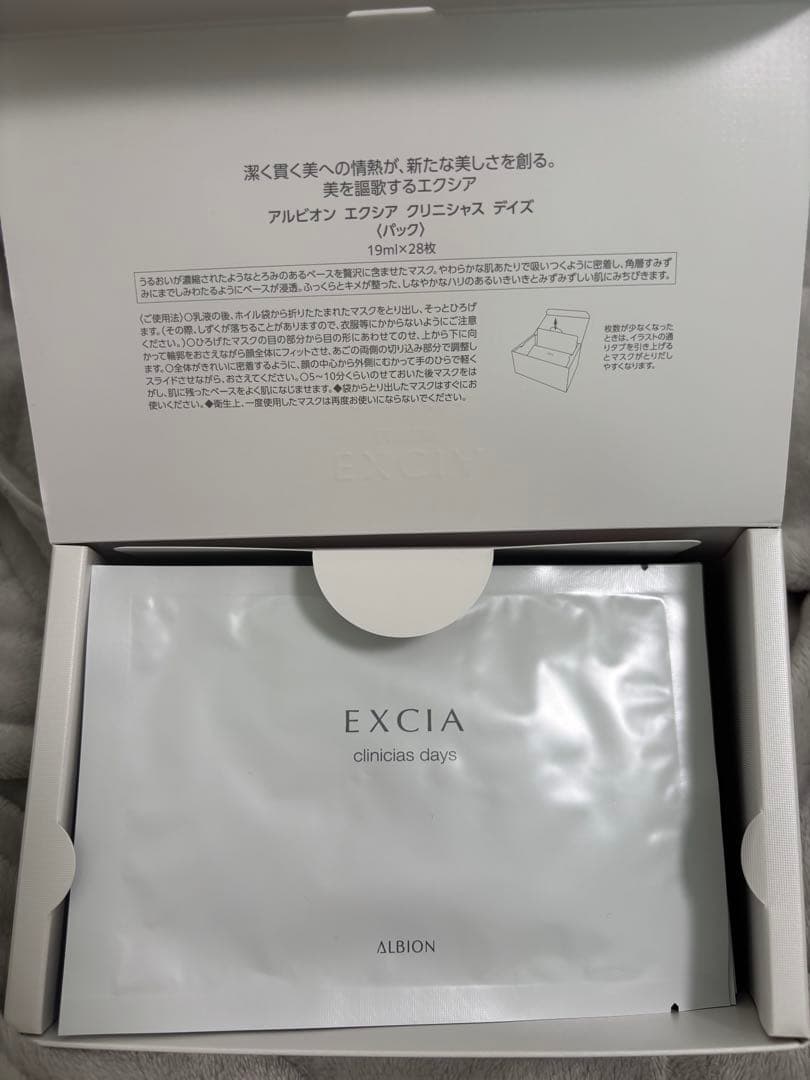 潔く貫く美への情熱が、新たな美しさを創る。
美を謳歌するエクシア
アルビオン エクシア クリニシャス デイズ
〈パック〉
19ml×28枚
うるおいが濃縮されたようなとろみのあるベースを贅沢に含ませたマスク。やわらかな肌あたりで吸いつくように密着し、角層すみず
みにまでしみわたるようにベースが浸透。ふっくらとキメが整った、しなやかなハリのあるいきいきとみずみずしい肌にみちびきます。
〈ご使用法〉○乳液の後、ホイル袋から折りたたまれたマスクをとり出し、そっとひろげ
ます。（その際、しずくが落ちることがありますので、衣服等にかからないようにご注意
ください。）○ひろげたマスクの目の部分から目の形にあわせてのせ、上から下に向
かって輪郭をおさえながら顔全体にフィットさせ、あごの両側の切り込み部分で調整し
ます。○全体がきれいに密着するように、顔の中心から外側にむかって手のひらで軽く
スライドさせながら、おさえてください。○5～10分くらいのせておいた後マスクをは
がし、肌に残ったベースをよく肌になじませます。◆袋からとり出したマスクはすぐにお
使いください。◆衛生上、一度使用したマスクは再度お使いにならないでください。
枚数が少なくなった
ときは、イラストの通
りタブを引き上げる
とマスクがとりだし
やすくなります。
EXCIA
clinicias days
ALBION